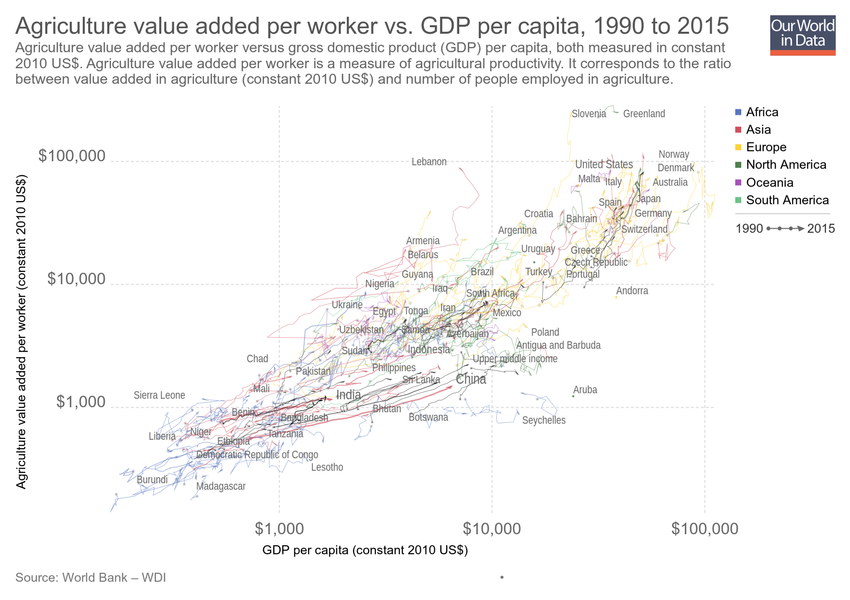 Agriculture value added per worker vs. GDP per capita, 1990 to 2015
Our World
in Data
Agriculture value added per worker versus gross domestic product (GDP) per capita, both measured in constant
2010 US$. Agriculture value added per worker is a measure of agricultural productivity. It corresponds to the ratio
between value added in agriculture (constant 2010 US$) and number of people employed in agriculture.
Slovenia
Greenland
Africa
Asia
Europe
North America
Oceania
South America
1990
2015
$100,000
Lebanon
United States
Norway
Denmark
Malta
Italy
Australia
Spain
Japan
Croatia
Bahrain
Germany
Argentina
Switzerland
Armenia
Belarus
Uruguay
Greece
Czech Republic
$10,000
Guyana
Brazil
Turkey
Portugal
Nigeria
Iraq
South Africa
Andorra
Ukraine
Egypt
Tonga
Iran
Mexico
Uzbekistan
Samoa
Azerbaijan
Poland
Sudan
Indonesia
Antigua and Barbuda
Chad
Upper middle income
Pakistan
Philippines
Sri Lanka
China
Mali
Aruba
Sierra Leone
India
$1,000
Benin
Bangladesh
Bhutan
Botswana
Seychelles
Liberia
Niger
Ethiopia
Tanzania
Democratic Republic of Congo
Lesotho
Burundi
Madagascar
Agriculture value added per worker (constant 2010 US$)
$1,000
$10,000
$100,000
GDP per capita (constant 2010 US$)
Source: World Bank – WDI